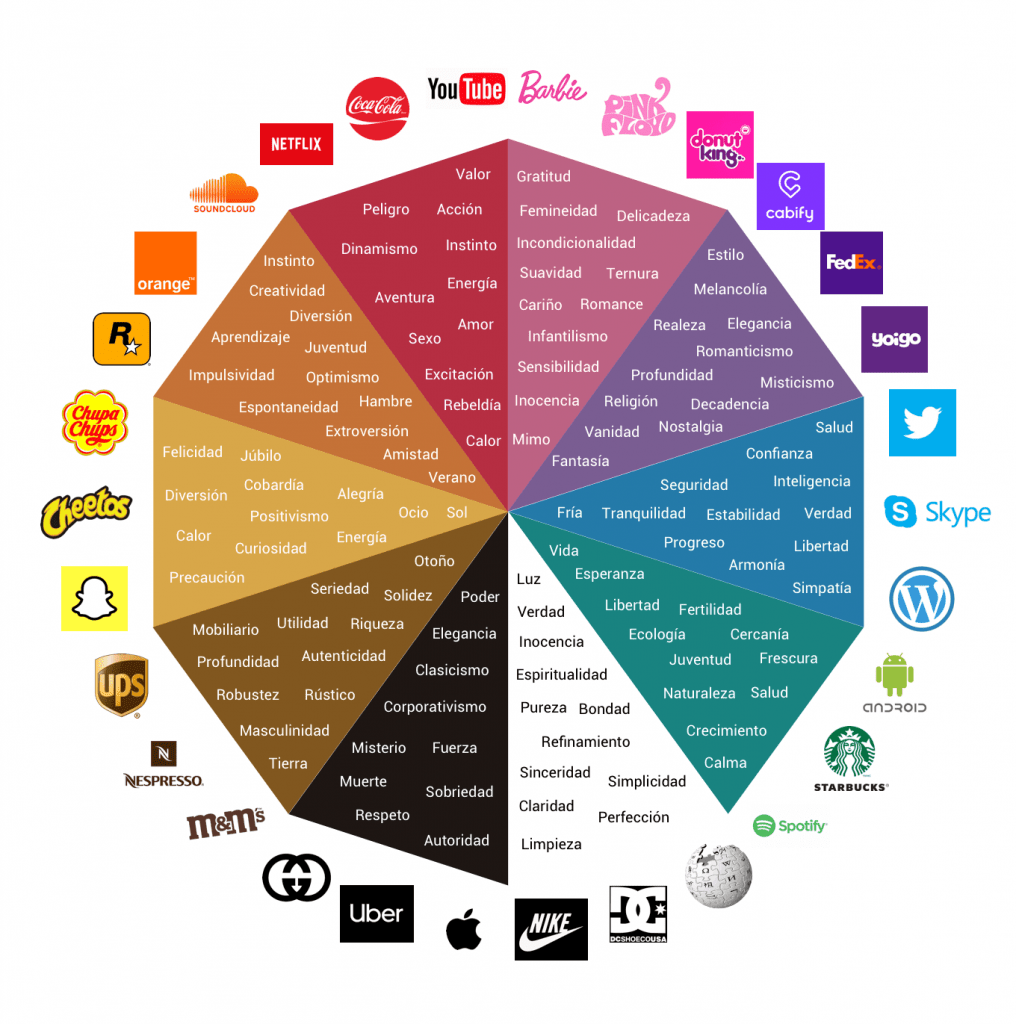 YouTube
Barbie
Coca-Cola
PINK
FLOYD
NETFLIX
donut
king..
SOUNDCLOUD
cabify
orange™
FedEx®
R
yoigo
Chupa
Chups
Cheetos
S
skype
W
ups
®
ANDROID
N
NESPRESSO®
STARBUCKS®
m&m's
Spotify®
Uber
NIKE
DC
DCSHOECOUSA
Valor
Peligro
Acción
Dinamismo
Instinto
Energía
Aventura
Amor
Sexo
Excitación
Rebeldía
Calor
Gratitud
Femineidad
Delicadeza
Incondicionalidad
Suavidad
Ternura
Cariño
Romance
Infantilismo
Sensibilidad
Inocencia
Mimo
Estilo
Melancolía
Realeza
Elegancia
Romanticismo
Profundidad
Misticismo
Religión
Decadencia
Vanidad
Nostalgia
Fantasía
Salud
Confianza
Inteligencia
Seguridad
Fría
Tranquilidad
Estabilidad
Verdad
Progreso
Libertad
Armonía
Simpatía
Vida
Esperanza
Libertad
Fertilidad
Ecología
Cercanía
Juventud
Frescura
Naturaleza
Salud
Crecimiento
Calma
Luz
Verdad
Inocencia
Espiritualidad
Pureza
Bondad
Refinamiento
Sinceridad
Simplicidad
Claridad
Perfección
Limpieza
Poder
Elegancia
Clasicismo
Corporativismo
Misterio
Fuerza
Muerte
Sobriedad
Respeto
Autoridad
Otoño
Seriedad
Solidez
Mobiliario
Utilidad
Riqueza
Profundidad
Autenticidad
Robustez
Rústico
Masculinidad
Tierra
Felicidad
Júbilo
Diversión
Cobardía
Alegría
Positivismo
Ocio
Sol
Calor
Curiosidad
Energía
Precaución
Instinto
Creatividad
Diversión
Aprendizaje
Juventud
Impulsividad
Optimismo
Espontaneidad
Hambre
Extroversión
Amistad
Verano